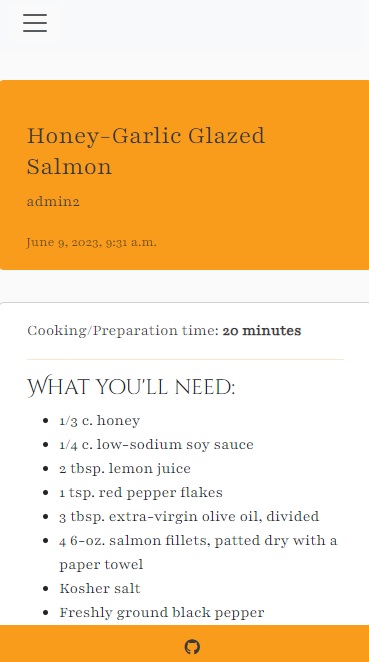 Honey-Garlic Glazed
Salmon
admin2
June 9, 2023, 9:31 a.m.
Cooking/Preparation time: 20 minutes
What you'll need:
1/3 c. honey
1/4 c. low-sodium soy sauce
2 tbsp. lemon juice
1 tsp. red pepper flakes
3 tbsp. extra-virgin olive oil, divided
4 6-oz. salmon fillets, patted dry with a
paper towel
Kosher salt
Freshly ground black pepper